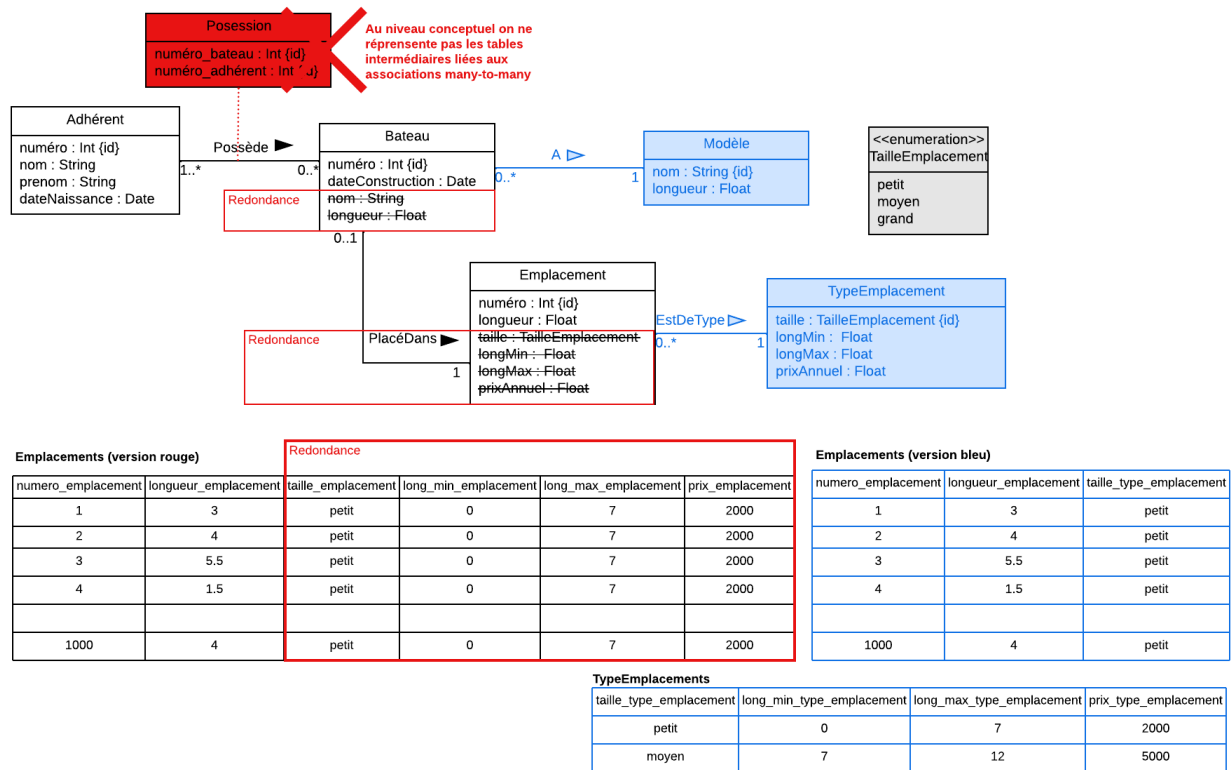 Posession
numéro_bateau : Int {id}
numéro_adhérent : Int
Au niveau conceptuel on ne
réprensente pas les tables
intermédiaires liées aux
associations many-to-many
Adhérent
numéro : Int {id}
nom : String
prenom : String
dateNaissance : Date
Possède
1..*
0..*
Bateau
numéro : Int {id}
dateConstruction : Date
nom : String
longueur : Float
Redondance
A
0..*
1
Modèle
nom : String {id}
longueur : Float
<<enumeration>>
TailleEmplacement
petit
moyen
grand
0..1
PlacéDans
1
Redondance
Emplacement
numéro : Int {id}
longueur : Float
taille : TailleEmplacement
longMin : Float
longMax : Float
prixAnnuel : Float
EstDeType
0..*
1
TypeEmplacement
taille : TailleEmplacement {id}
longMin : Float
longMax : Float
prixAnnuel : Float
Emplacements (version rouge)
Redondance
numero_emplacement longueur_emplacement taille_emplacement long_min_emplacement long_max_emplacement prix_emplacement
1 3 petit 0 7 2000
2 4 petit 0 7 2000
3 5.5 petit 0 7 2000
4 1.5 petit 0 7 2000
1000 4 petit 0 7 2000
Emplacements (version bleu)
numero_emplacement longueur_emplacement taille_type_emplacement
1 3 petit
2 4 petit
3 5.5 petit
4 1.5 petit
1000 4 petit
TypeEmplacements
taille_type_emplacement long_min_type_emplacement long_max_type_emplacement prix_type_emplacement
petit 0 7 2000
moyen 7 12 5000